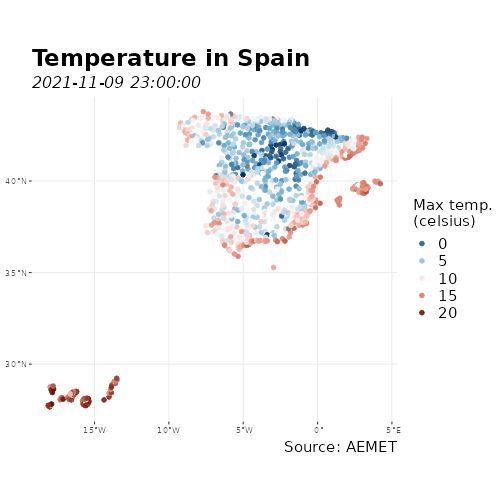 Temperature in Spain
2021-11-09 23:00:00
40°N
35°N
30°N
15°W
10°W
5°W
0°
5°E
Max temp.
(celsius)
0
5
10
15
20
Source: AEMET